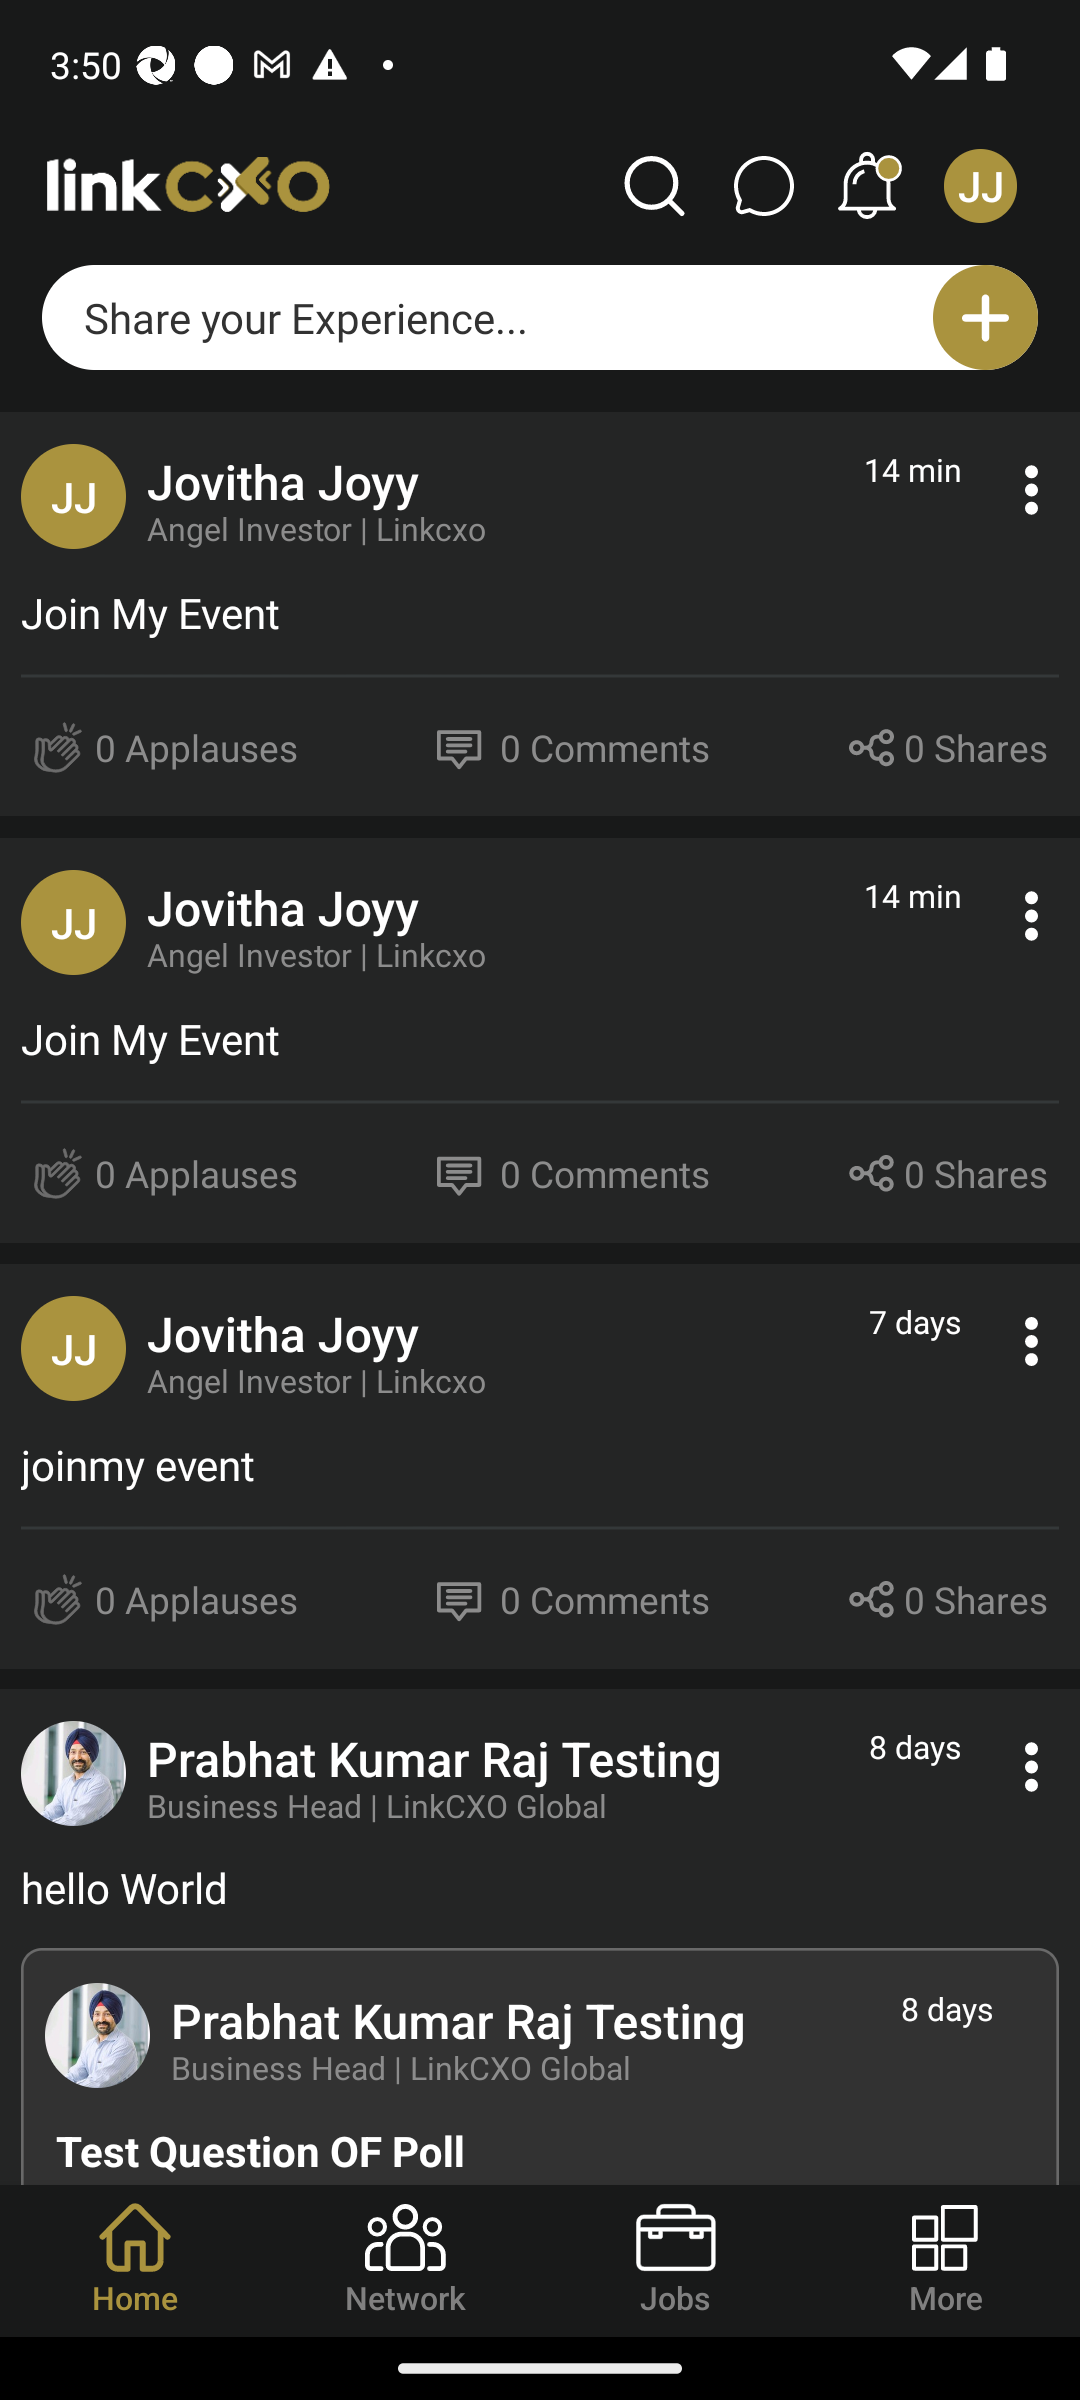 3:50
linkcxo
JJ
Share your Experience...
JJ
Jovitha Joyy
14 min
Angel Investor | Linkcxo
Join My Event
0 Applauses
0 Comments
0 Shares
JJ
Jovitha Joyy
14 min
Angel Investor | Linkcxo
Join My Event
0 Applauses
0 Comments
0 Shares
JJ
Jovitha Joyy
7 days
Angel Investor | Linkcxo
joinmy event
0 Applauses
0 Comments
0 Shares
Prabhat Kumar Raj Testing
8 days
Business Head | LinkCXO Global
hello World
Prabhat Kumar Raj Testing
8 days
Business Head | LinkCXO Global
Test Question OF Poll
Home
Network
Jobs
More